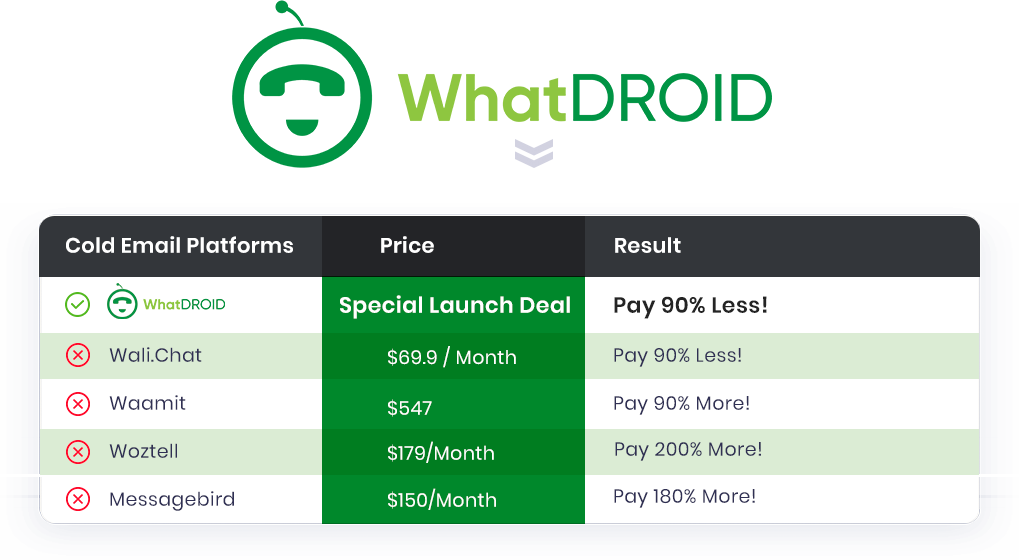 WhatDROID
Cold Email Platforms Price Result
WhatDROID Special Launch Deal Pay 90% Less!
Wali.Chat $69.9 / Month Pay 90% Less!
Waamit $547 Pay 90% More!
Woztell $179/Month Pay 200% More!
Messagebird $150/Month Pay 180% More!